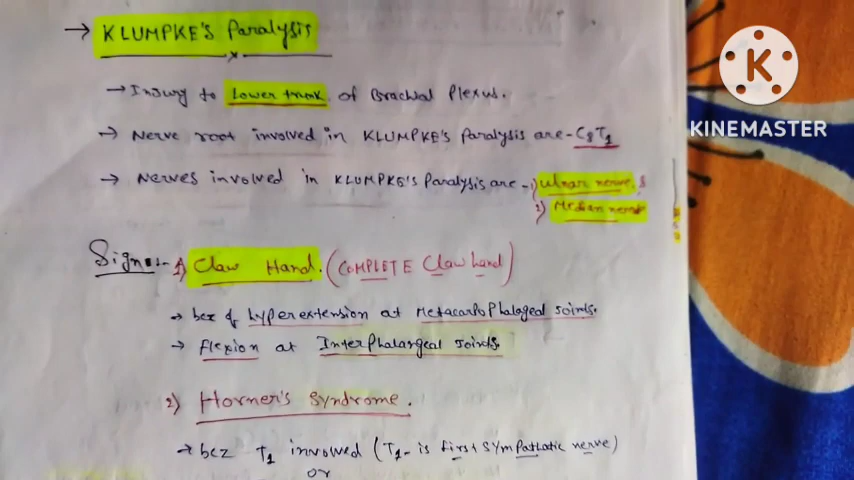 → KLUMPKE'S Paralysis
→ Injury to Lower trunk of Brachial Plexus.
→ Nerve root involved in KLUMPKE'S Paralysis are - C8 T1
→ Nerves involved in KLUMPKE'S Paralysis are - 1) Ulnar nerve &
2) Median nerve
Signs:- 1) Claw Hand. (COMPLETE Claw hand)
→ bcz of hyperextension at Metacarpophalageal Joints.
→ flexion at Interphalargeal Joints.
2) Horner's Syndrome.
→ bcz T1 involved (T1 - is first sympathatic nerve)
or
K
KINEMASTER